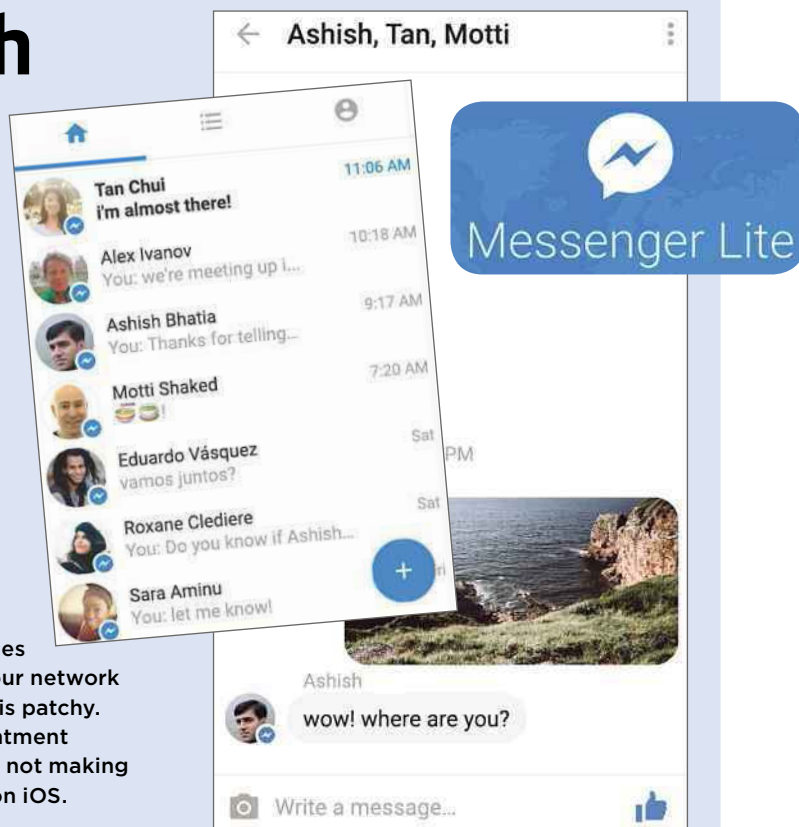 h
Ashish, Tan, Motti
Messenger Lite
Tan Chui
11:06 AM
i'm almost there!
Alex Ivanov
10:18 AM
You: we're meeting up i...
Ashish Bhatia
9:17 AM
You: Thanks for telling...
Motti Shaked
7:20 AM
!
Eduardo Vásquez
Sat
vamos juntos?
Roxane Clediere
Sat
You: Do you know if Ashish...
Sara Aminu
ri
You: let me know!
PM
es
ur network
is patchy.
tment
not making
on iOS.
Ashish
wow! where are you?
Write a message...